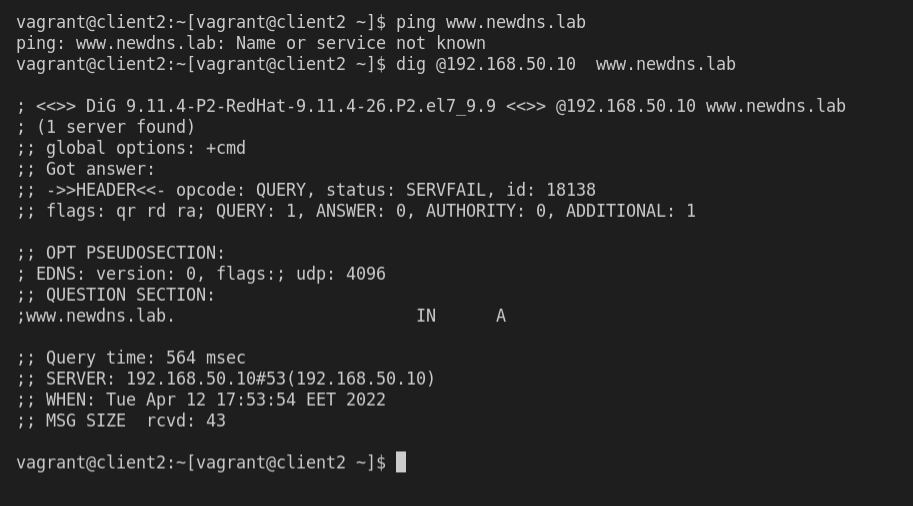 vagrant@client2:~[vagrant@client2 ~]$ ping www.newdns.lab
ping: www.newdns.lab: Name or service not known
vagrant@client2:~[vagrant@client2 ~]$ dig @192.168.50.10  www.newdns.lab
; <<>> DiG 9.11.4-P2-RedHat-9.11.4-26.P2.el7_9.9 <<>> @192.168.50.10 www.newdns.lab
; (1 server found)
;; global options: +cmd
;; Got answer:
;; ->>HEADER<<- opcode: QUERY, status: SERVFAIL, id: 18138
;; flags: qr rd ra; QUERY: 1, ANSWER: 0, AUTHORITY: 0, ADDITIONAL: 1
;; OPT PSEUDOSECTION:
; EDNS: version: 0, flags:; udp: 4096
;; QUESTION SECTION:
;www.newdns.lab.                        IN      A
;; Query time: 564 msec
;; SERVER: 192.168.50.10#53(192.168.50.10)
;; WHEN: Tue Apr 12 17:53:54 EET 2022
;; MSG SIZE  rcvd: 43
vagrant@client2:~[vagrant@client2 ~]$